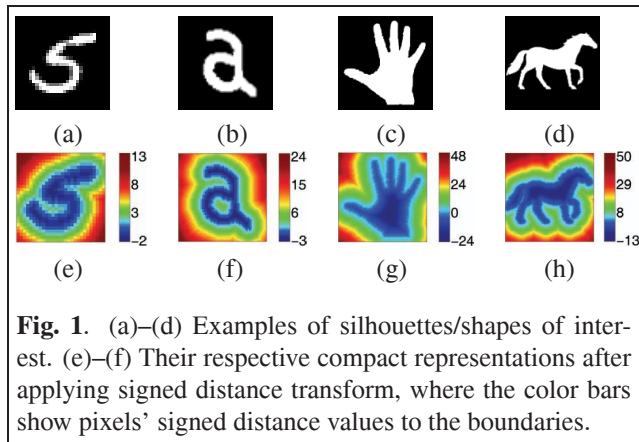 (a) (b) (c) (d)
13
8
3
-2
24
15
6
-3
48
24
0
-24
50
29
8
-13
(e) (f) (g) (h)
Fig. 1. (a)–(d) Examples of silhouettes/shapes of inter-
est. (e)–(f) Their respective compact representations after
applying signed distance transform, where the color bars
show pixels' signed distance values to the boundaries.